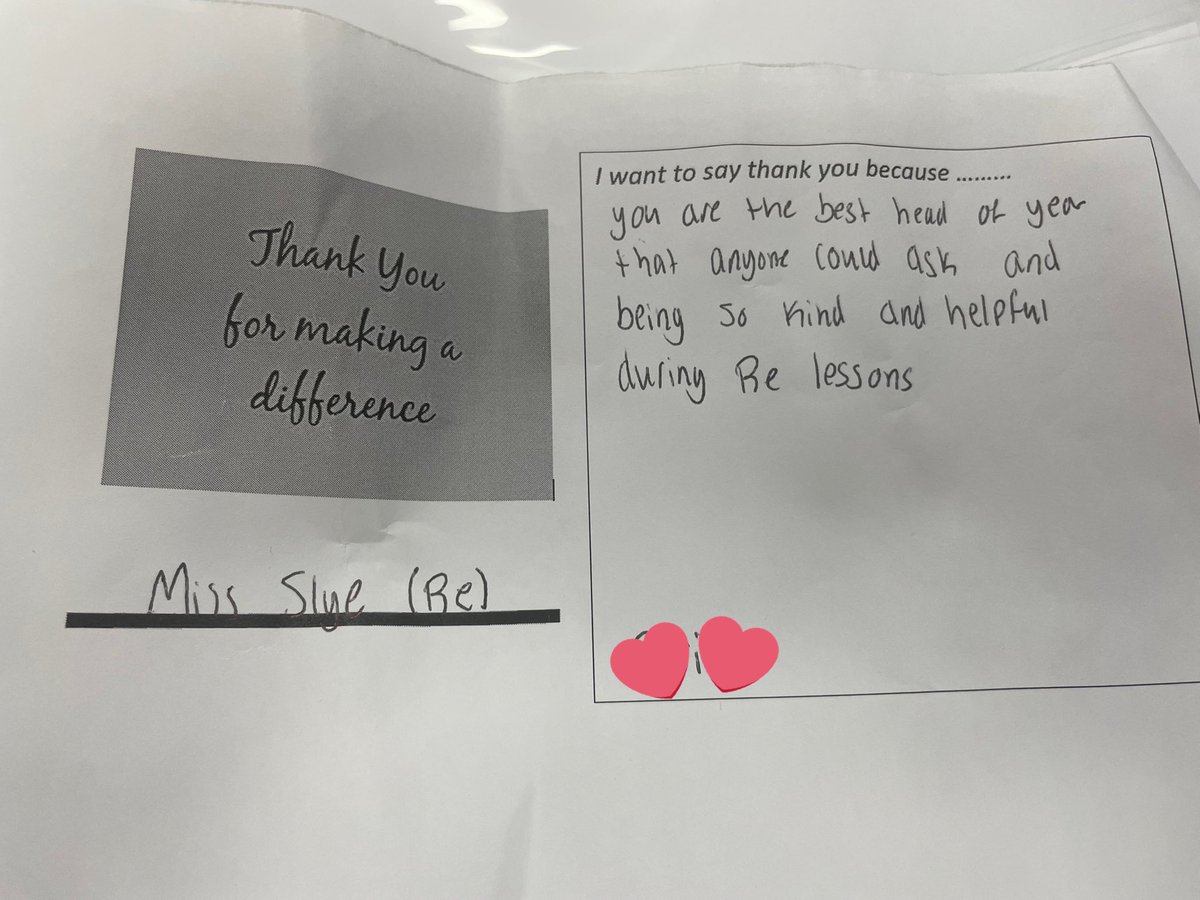 Thank You
for making a
difference
Miss Slye (Re)
I want to say thank you because .........
you are the best head of year
that anyone could ask and
being so kind and helpful
during Re lessons